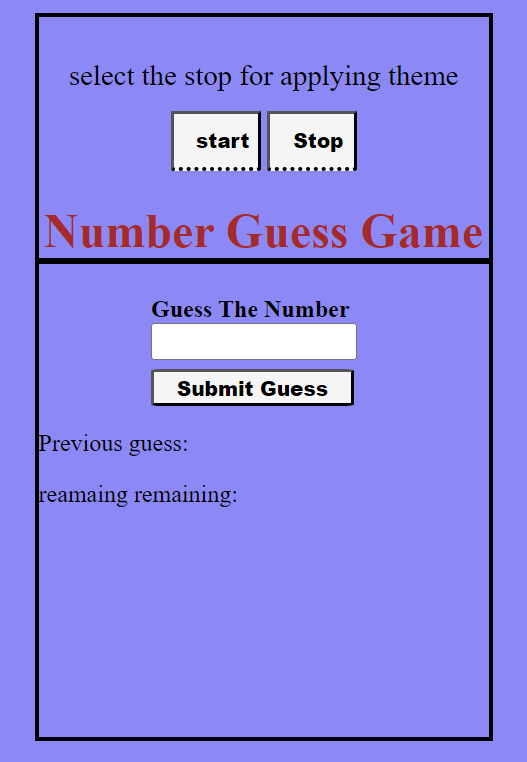 select the stop for applying theme
start Stop
Number Guess Game
Guess The Number
Submit Guess
Previous guess:
reamaing remaining: